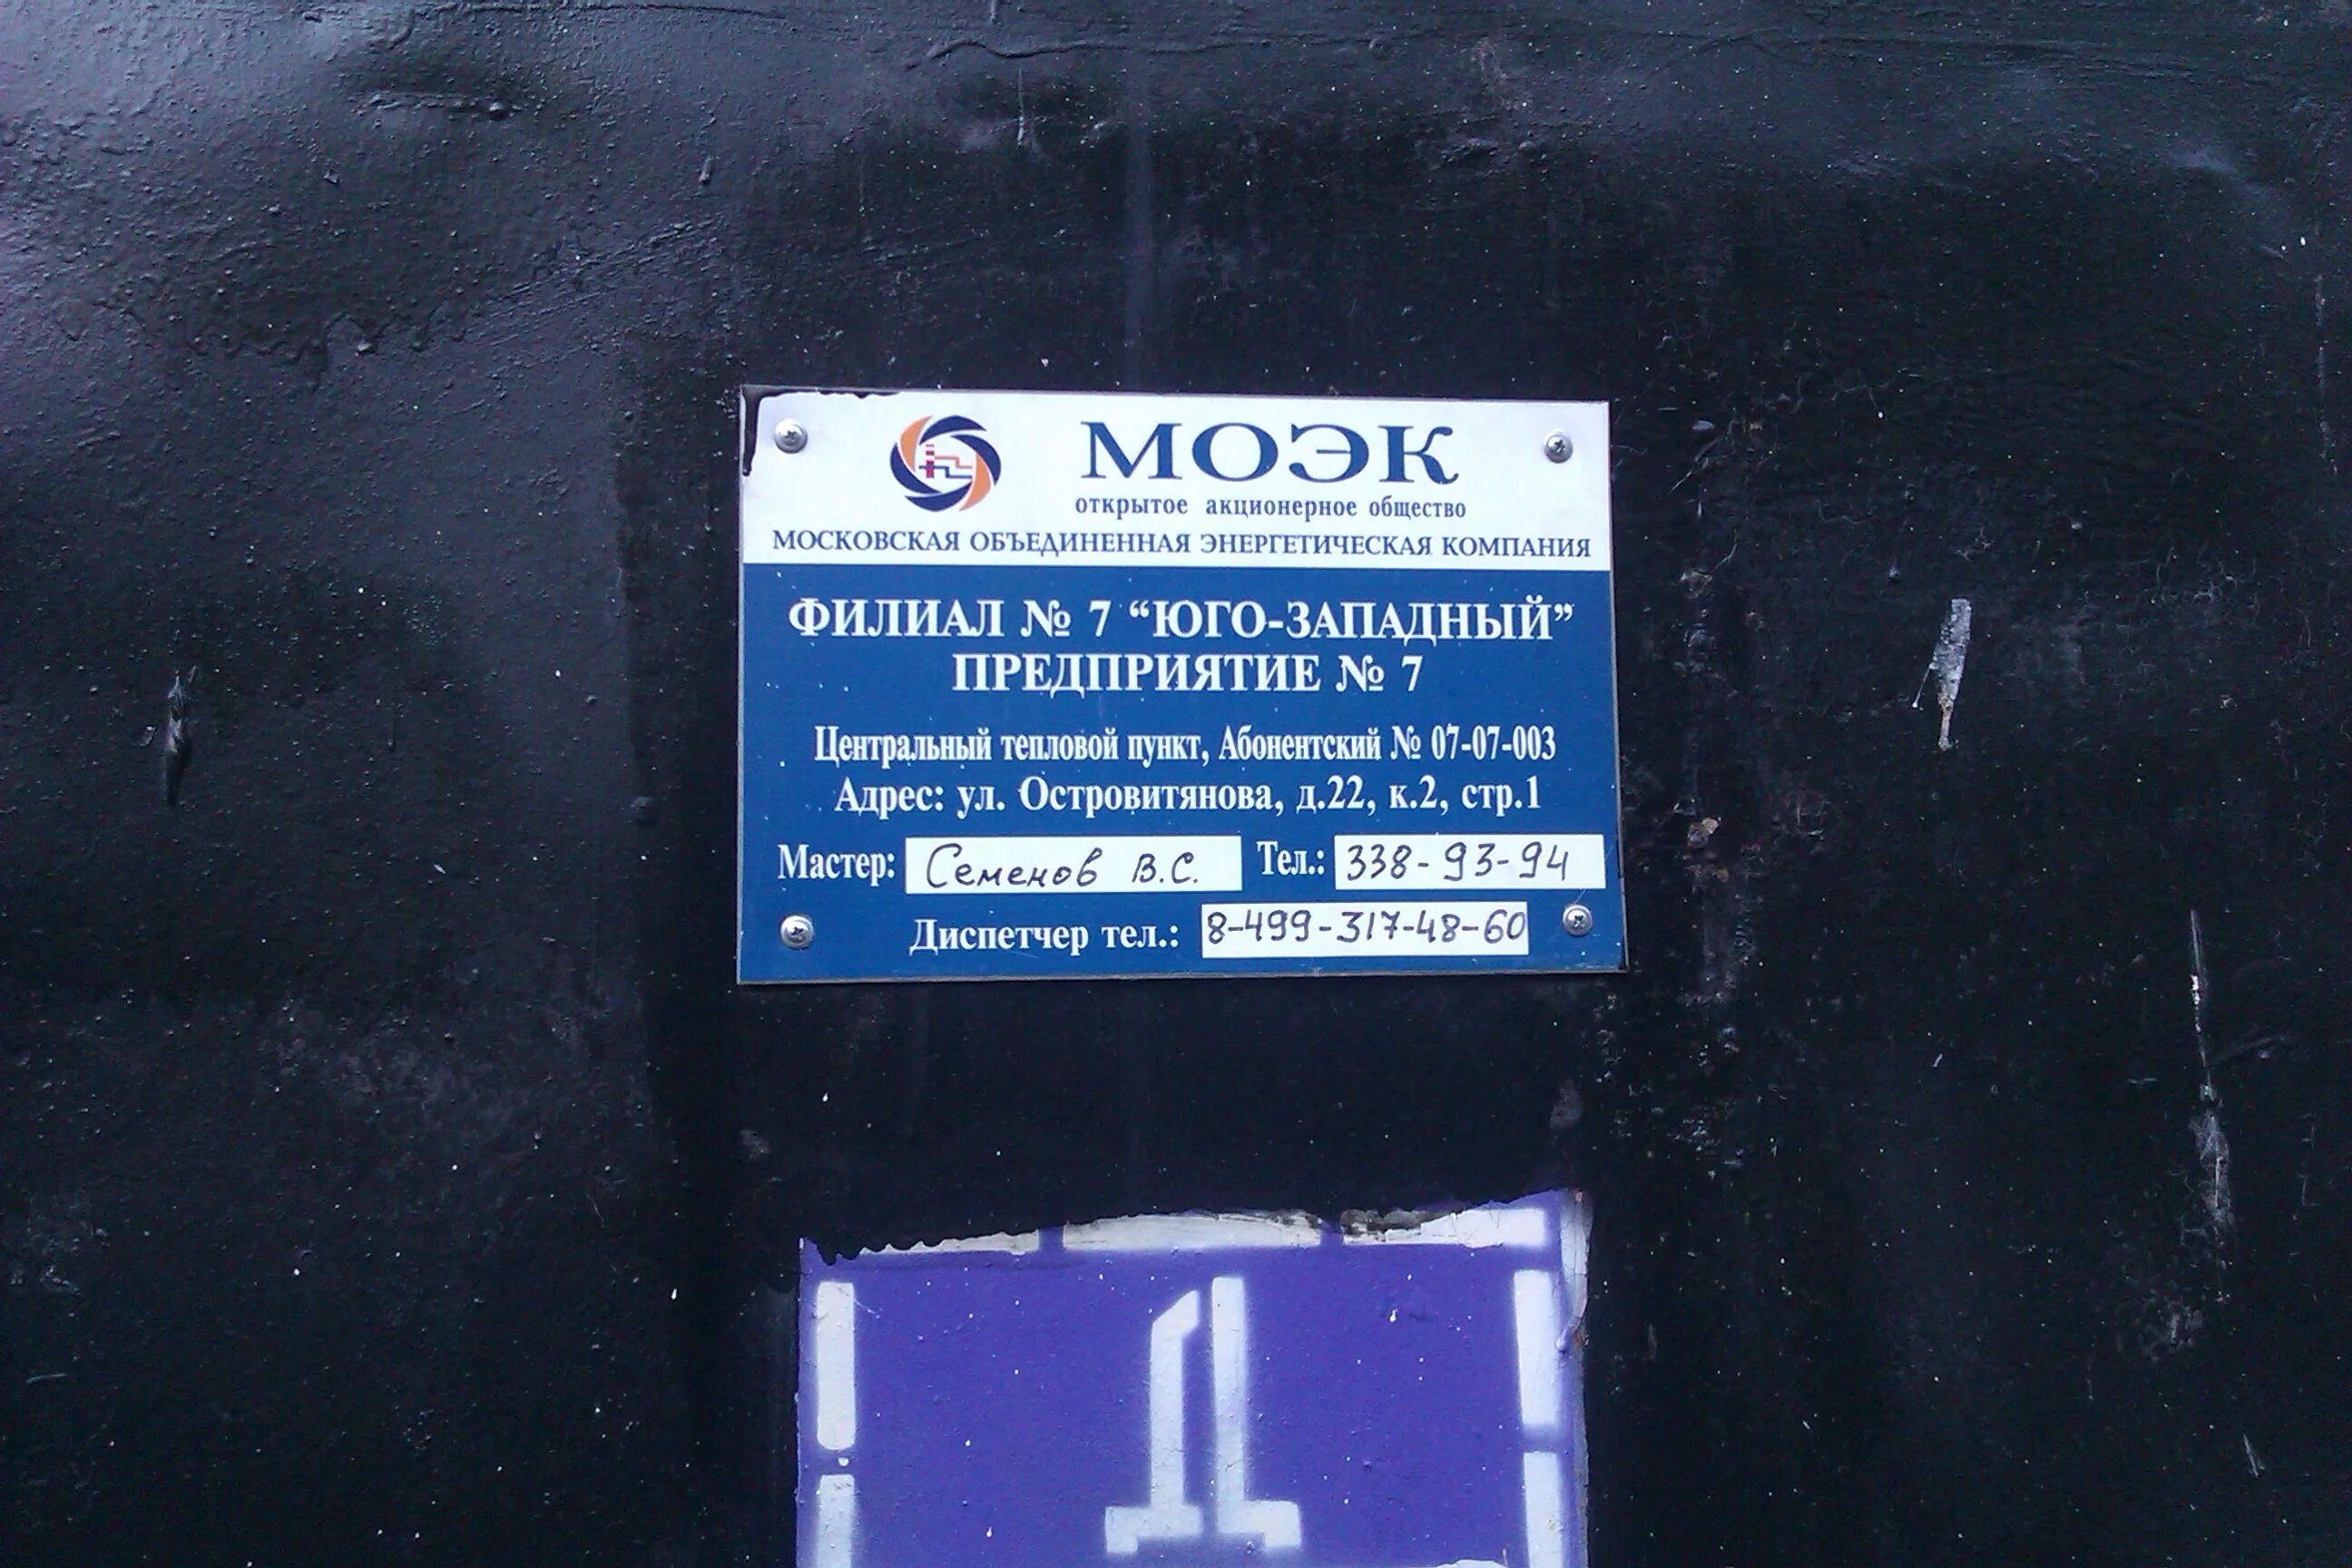 МОЭК
открытое акционерное общество
МОСКОВСКАЯ ОБЪЕДИНЕННАЯ ЭНЕРГЕТИЧЕСКАЯ КОМПАНИЯ
ФИЛИАЛ № 7 “ЮГО-ЗАПАДНЫЙ”
ПРЕДПРИЯТИЕ № 7
Центральный тепловой пункт, Абонентский № 07-07-003
Адрес: ул. Островитянова, д.22, к.2, стр.1
Мастер: Семенов В.С. Тел.: 338-93-94
Диспетчер тел.: 8-499-317-48-60
Д